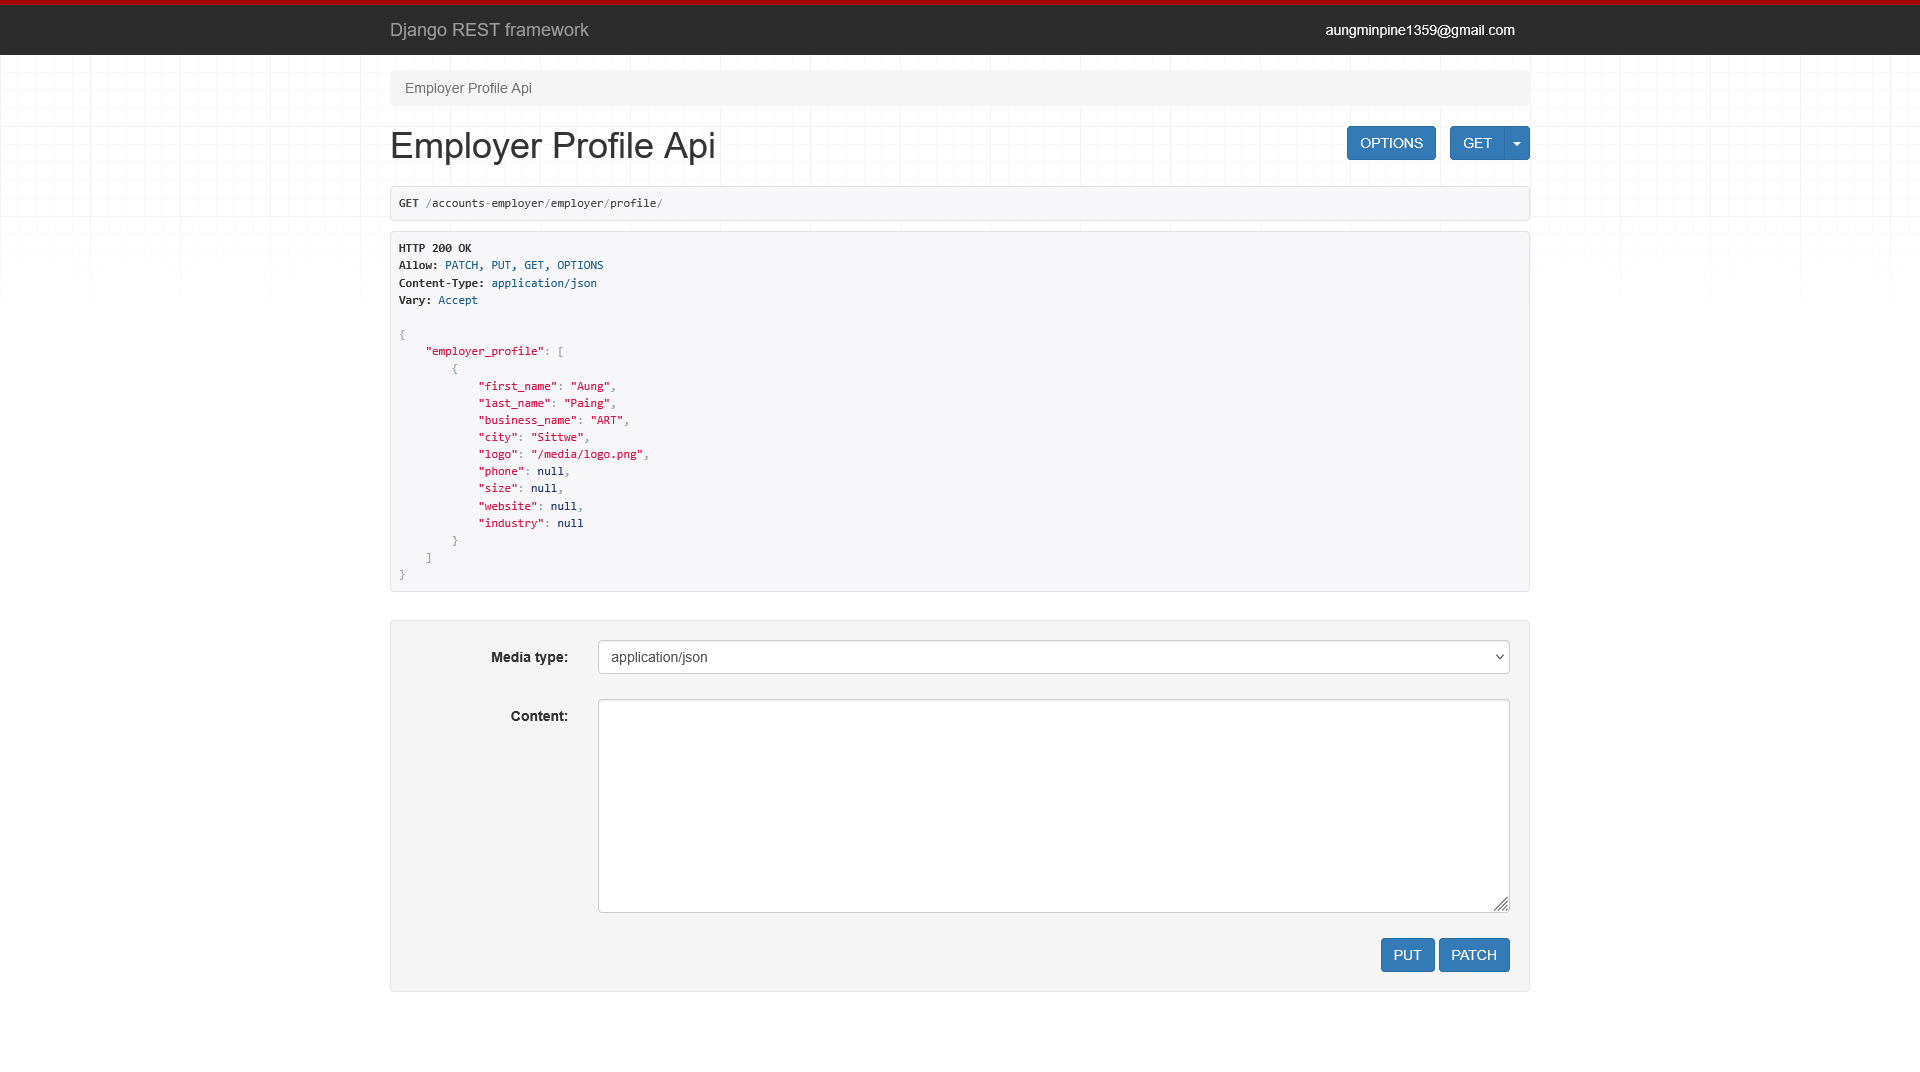 Django REST framework
aungminpine1359@gmail.com
Employer Profile Api
Employer Profile Api
OPTIONS
GET
GET /accounts-employer/employer/profile/
HTTP 200 OK
Allow: PATCH, PUT, GET, OPTIONS
Content-Type: application/json
Vary: Accept
{
    "employer_profile": [
        {
            "first_name": "Aung",
            "last_name": "Paing",
            "business_name": "ART",
            "city": "Sittwe",
            "logo": "/media/logo.png",
            "phone": null,
            "size": null,
            "website": null,
            "industry": null
        }
    ]
}
Media type:
application/json
Content:
PUT
PATCH